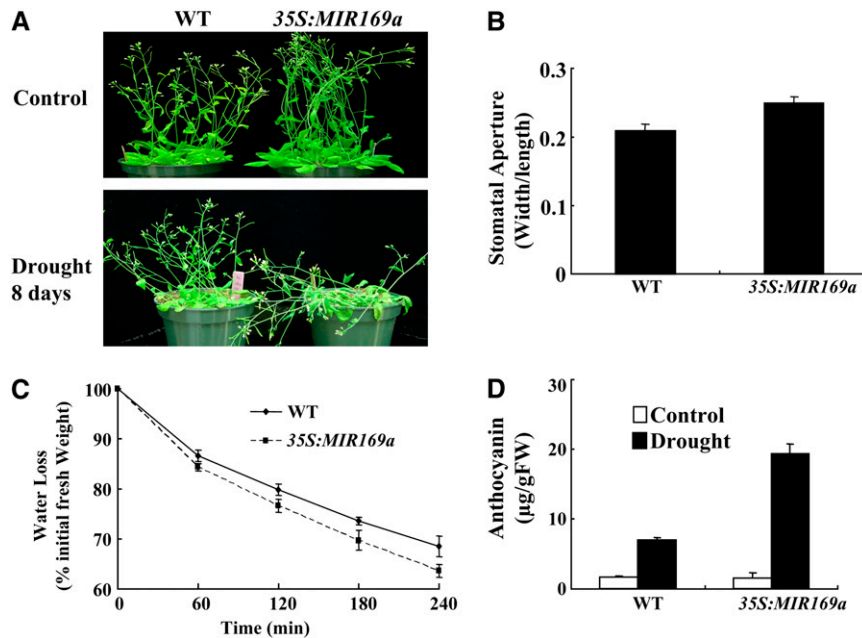 A
WT
35S:MIR169a
Control
Drought
8 days
B
0.3
0.2
0.1
0
Stomatal Aperture
(Width/length)
WT
35S:MIR169a
C
100
90
80
70
60
Water Loss
(% initial fresh Weight)
WT
35S:MIR169a
0
60
120
180
240
Time (min)
D
30
20
10
0
Anthocyanin
(µg/gFW)
Control
Drought
WT
35S:MIR169a